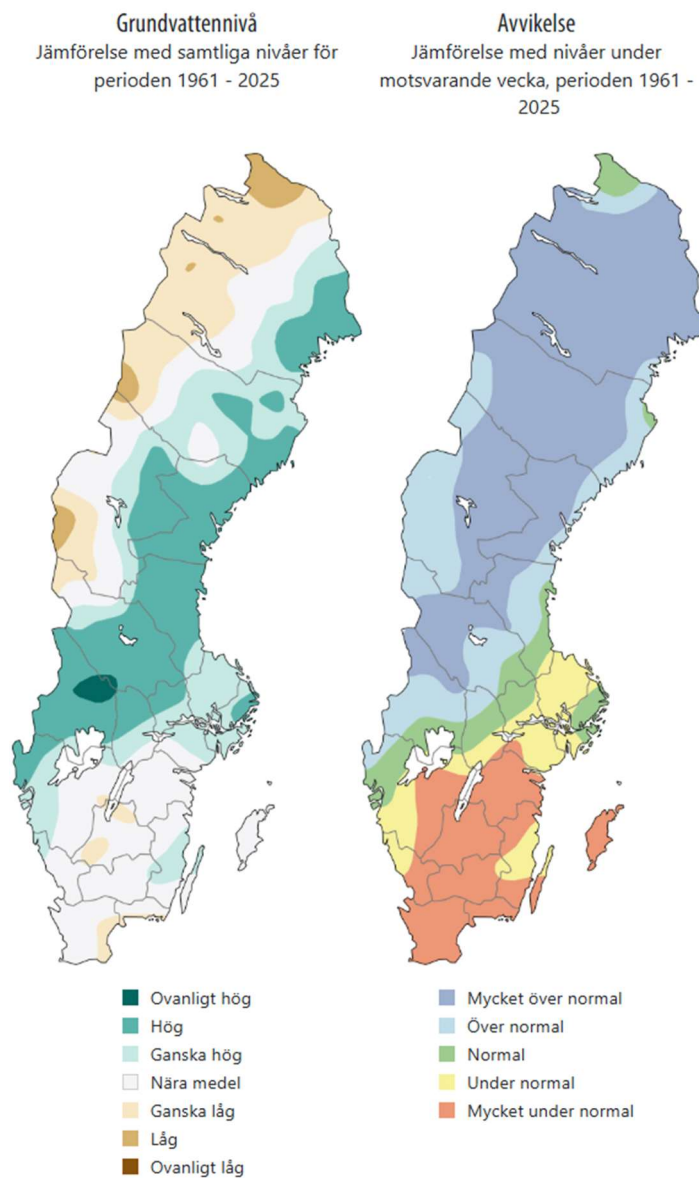 Grundvattennivå
Jämförelse med samtliga nivåer för
perioden 1961 - 2025
Avvikelse
Jämförelse med nivåer under
motsvarande vecka, perioden 1961 -
2025
Ovanligt hög
Hög
Ganska hög
Nära medel
Ganska låg
Låg
Ovanligt låg
Mycket över normal
Över normal
Normal
Under normal
Mycket under normal